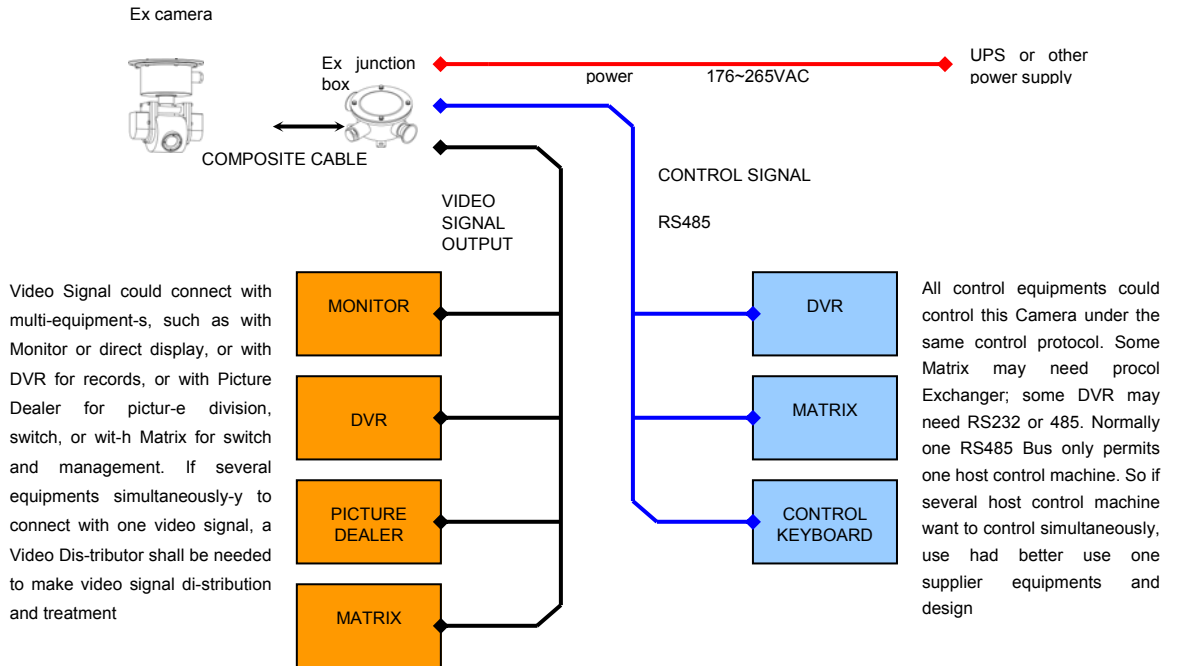 Ex camera
Ex junction
box
power 176~265VAC
UPS or other
power supply
COMPOSITE CABLE
VIDEO
SIGNAL
OUTPUT
CONTROL SIGNAL
RS485
Video Signal could connect with
multi-equipment-s, such as with
Monitor or direct display, or with
DVR for records, or with Picture
Dealer for pictur-e division,
switch, or wit-h Matrix for switch
and management. If several
equipments simultaneously-y to
connect with one video signal, a
Video Dis-tributor shall be needed
to make video signal di-stribution
and treatment
MONITOR
DVR
PICTURE
DEALER
MATRIX
DVR
MATRIX
CONTROL
KEYBOARD
All control equipments could
control this Camera under the
same control protocol. Some
Matrix may need procol
Exchanger; some DVR may
need RS232 or 485. Normally
one RS485 Bus only permits
one host control machine. So if
several host control machine
want to control simultaneously,
use had better use one
supplier equipments and
design